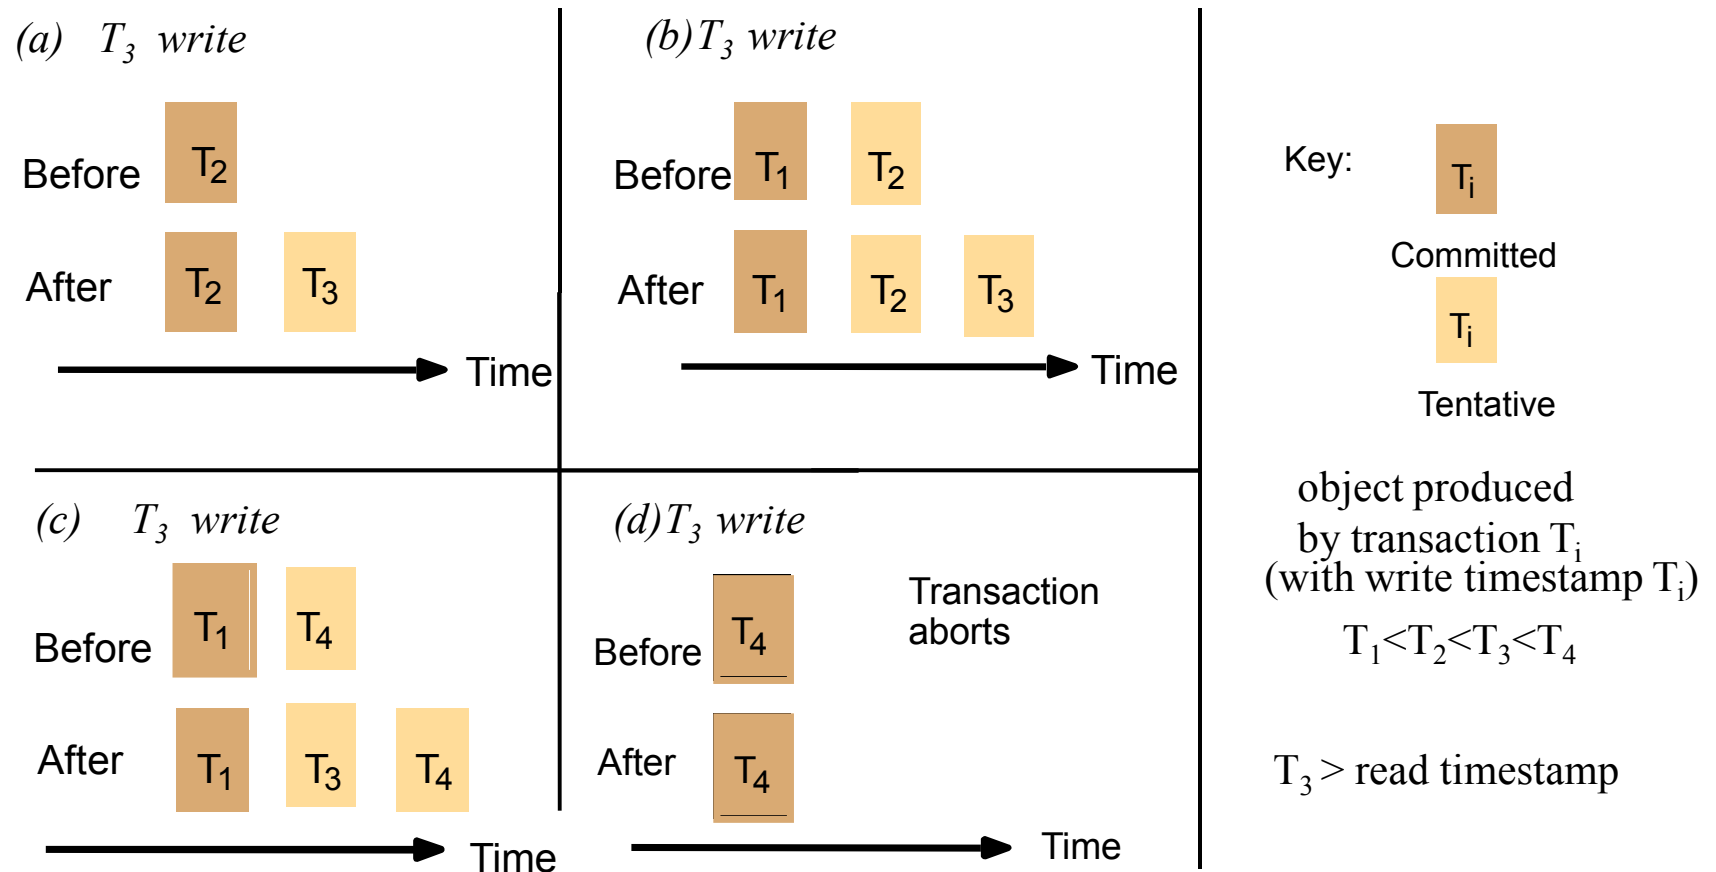 (a) T3 write
Before T2
After T2 T3
Time
(b) T3 write
Before T1 T2
After T1 T2 T3
Time
(c) T3 write
Before T1 T4
After T1 T3 T4
Time
(d) T3 write
Transaction
aborts
Before T4
After T4
Time
Key:
Ti
Committed
Ti
Tentative
object produced
by transaction Ti
(with write timestamp Ti)
T1<T2<T3<T4
T3 > read timestamp